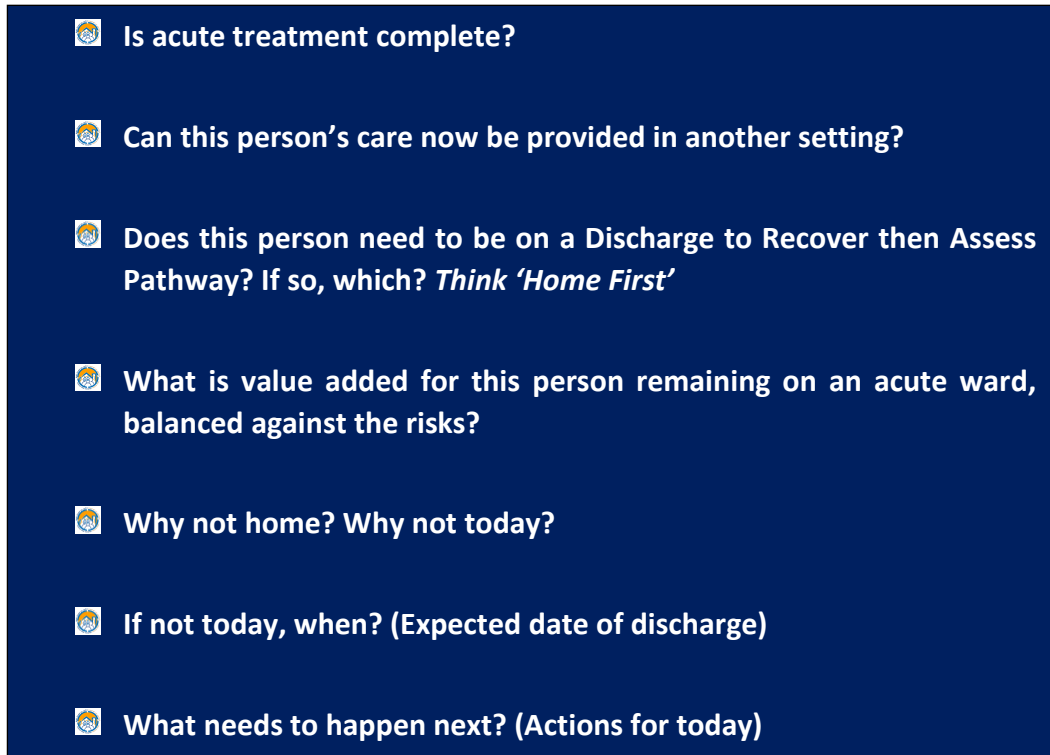 Is acute treatment complete?
Can this person’s care now be provided in another setting?
Does this person need to be on a Discharge to Recover then Assess
Pathway? If so, which? Think ‘Home First’
What is value added for this person remaining on an acute ward,
balanced against the risks?
Why not home? Why not today?
If not today, when? (Expected date of discharge)
What needs to happen next? (Actions for today)